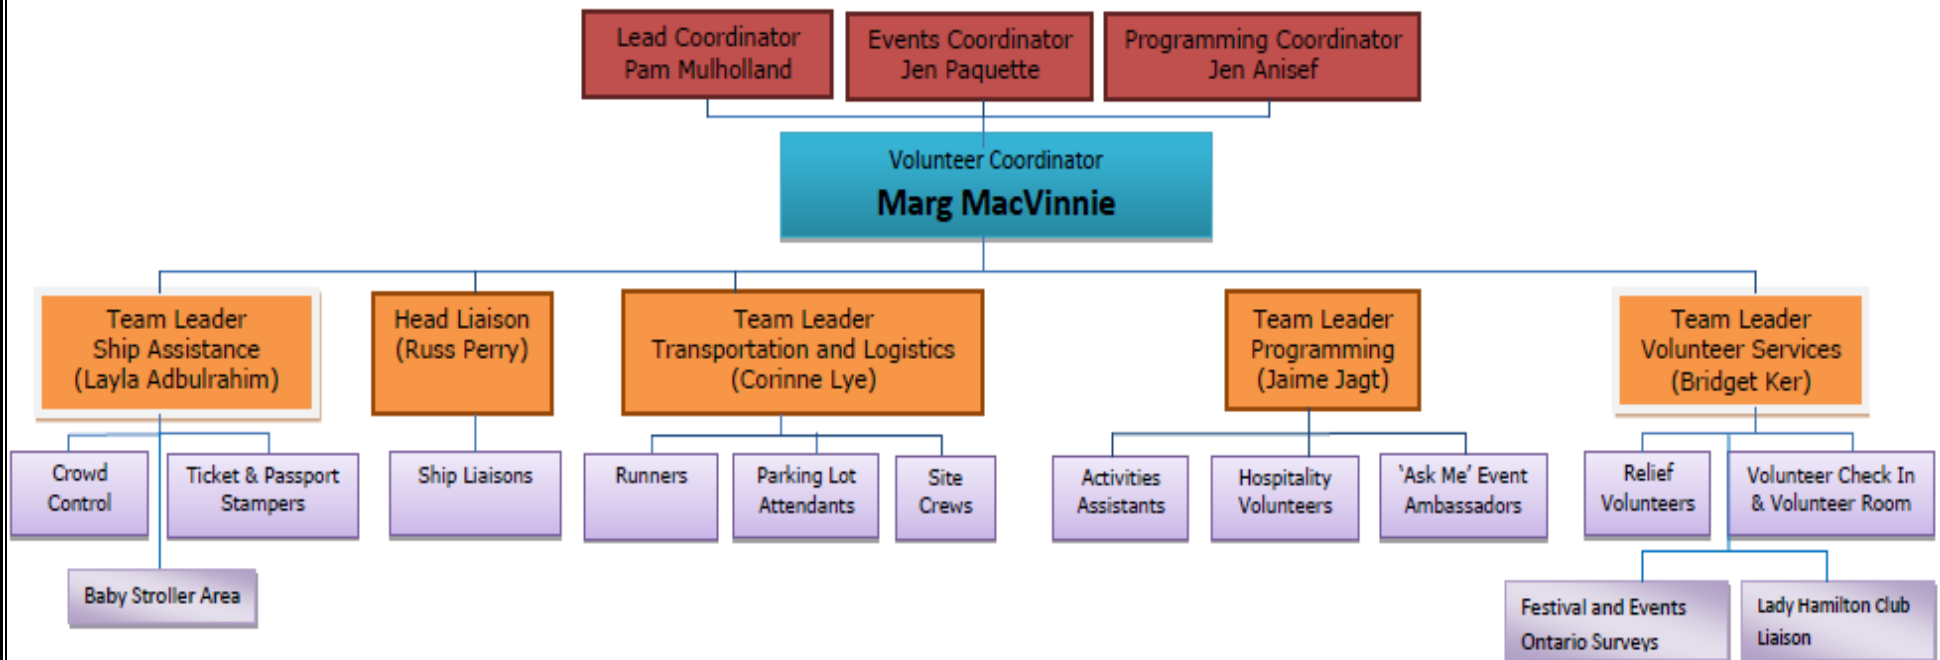 Lead Coordinator
Pam Mulholland
Events Coordinator
Jen Paquette
Programming Coordinator
Jen Anisef
Volunteer Coordinator
Marg MacVinnie
Team Leader
Ship Assistance
(Layla Adbulrahim)
Head Liaison
(Russ Perry)
Team Leader
Transportation and Logistics
(Corinne Lye)
Team Leader
Programming
(Jaime Jagt)
Team Leader
Volunteer Services
(Bridget Ker)
Crowd
Control
Ticket & Passport
Stampers
Ship Liaisons
Runners
Parking Lot
Attendants
Site
Crews
Activities
Assistants
Hospitality
Volunteers
‘Ask Me’ Event
Ambassadors
Relief
Volunteers
Volunteer Check In
& Volunteer Room
Baby Stroller Area
Festival and Events
Ontario Surveys
Lady Hamilton Club
Liaison